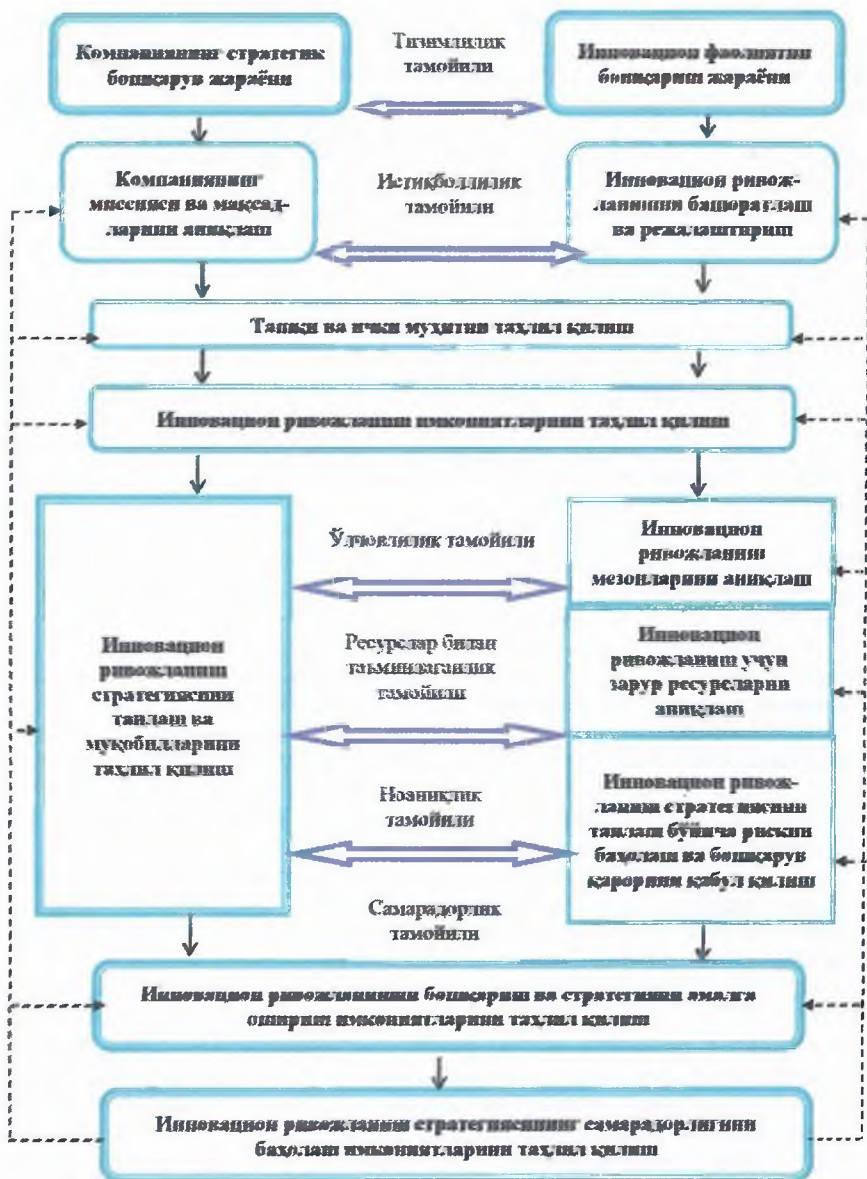 Компаниянинг стратегик
бошқарув жараёни
Тизимлилик
тамойили
Инновацион фаолиятни
бошқариш жараёни
Компаниянинг
миссияси ва мақсад-
ларини аниқлаш
Истиқболлилик
тамойили
Инновацион ривож-
ланишни башоратлаш
ва режалаштириш
Ташқи ва ички муҳитни таҳлил қилиш
Инновацион ривожланиш имкониятларини таҳлил қилиш
Инновацион
ривожланиш
стратегиясини
танлаш ва
муқобилларини
таҳлил қилиш
Ўлчовлилик тамойили
Инновацион
ривожланиш
мезонларини аниқлаш
Ресурслар билан
таъминлаганлик
тамойили
Инновацион
ривожланиш учун
зарур ресурсларни
аниқлаш
Ноаниқлик
тамойили
Инновацион ривож-
ланиш стратегиясини
танлаш бўйича рискни
баҳолаш ва бошқарув
қарорини қабул қилиш
Самарадорлик
тамойили
Инновацион ривожланишни бошқариш ва стратегияни амалга
ошириш имкониятларини таҳлил қилиш
Инновацион ривожланиш стратегиясининг самарадорлигини
баҳолаш имкониятларини таҳлил қилиш